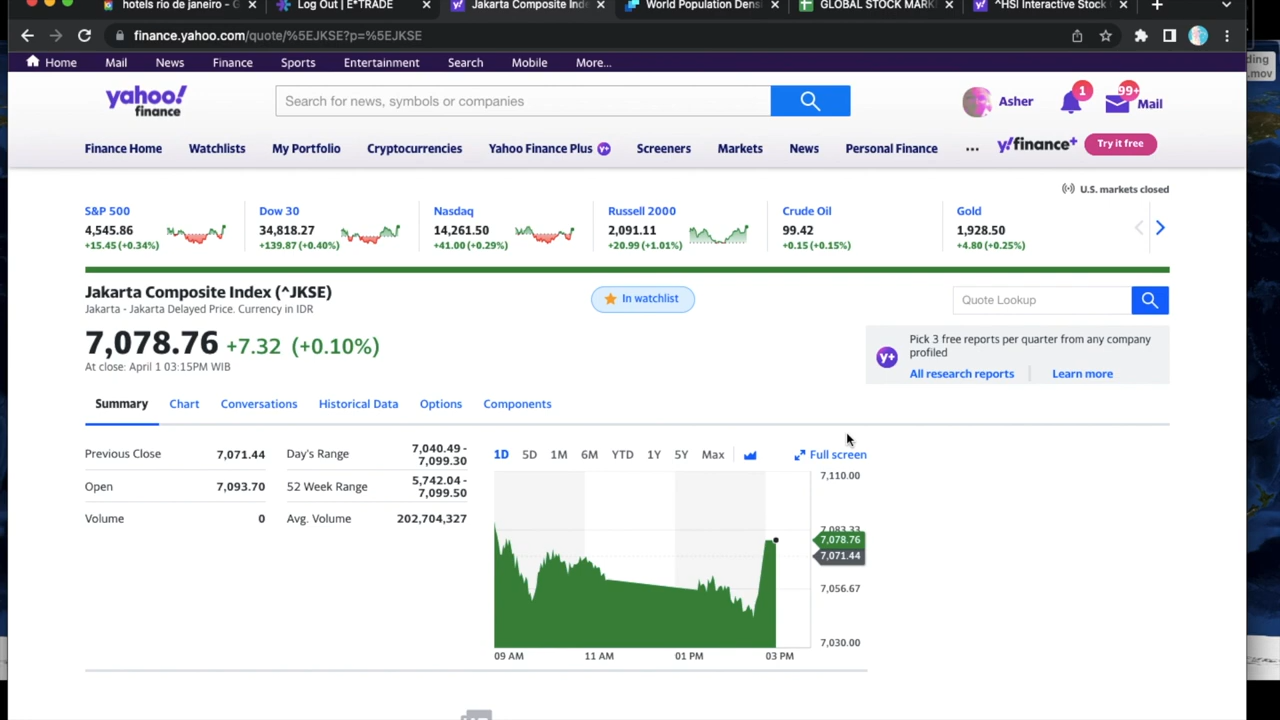 hotels rio de janeiro - G
Log Out | E*TRADE
Jakarta Composite Ind
World Population Densi
GLOBAL STOCK MARK
^HSI Interactive Stock
finance.yahoo.com/quote/%5EJKSE?p=%5EJKSE
ding
.mov
Home Mail News Finance Sports Entertainment Search Mobile More...
yahoo!
finance
Search for news, symbols or companies
Asher
1
99+
Mail
Finance Home Watchlists My Portfolio Cryptocurrencies Yahoo Finance Plus y+ Screeners Markets News Personal Finance ... y!finance+ Try it free
U.S. markets closed
S&P 500
4,545.86
+15.45 (+0.34%)
Dow 30
34,818.27
+139.87 (+0.40%)
Nasdaq
14,261.50
+41.00 (+0.29%)
Russell 2000
2,091.11
+20.99 (+1.01%)
Crude Oil
99.42
+0.15 (+0.15%)
Gold
1,928.50
+4.80 (+0.25%)
Jakarta Composite Index (^JKSE)
Jakarta - Jakarta Delayed Price. Currency in IDR
In watchlist
Quote Lookup
7,078.76 +7.32 (+0.10%)
At close: April 1 03:15PM WIB
y+
Pick 3 free reports per quarter from any company
profiled
All research reports Learn more
Summary Chart Conversations Historical Data Options Components
Previous Close 7,071.44
Open 7,093.70
Volume 0
Day's Range 7,040.49 -
7,099.30
52 Week Range 5,742.04 -
7,099.50
Avg. Volume 202,704,327
1D 5D 1M 6M YTD 1Y 5Y Max Full screen
7,110.00
7,083.33
7,078.76
7,071.44
7,056.67
7,030.00
09 AM 11 AM 01 PM 03 PM